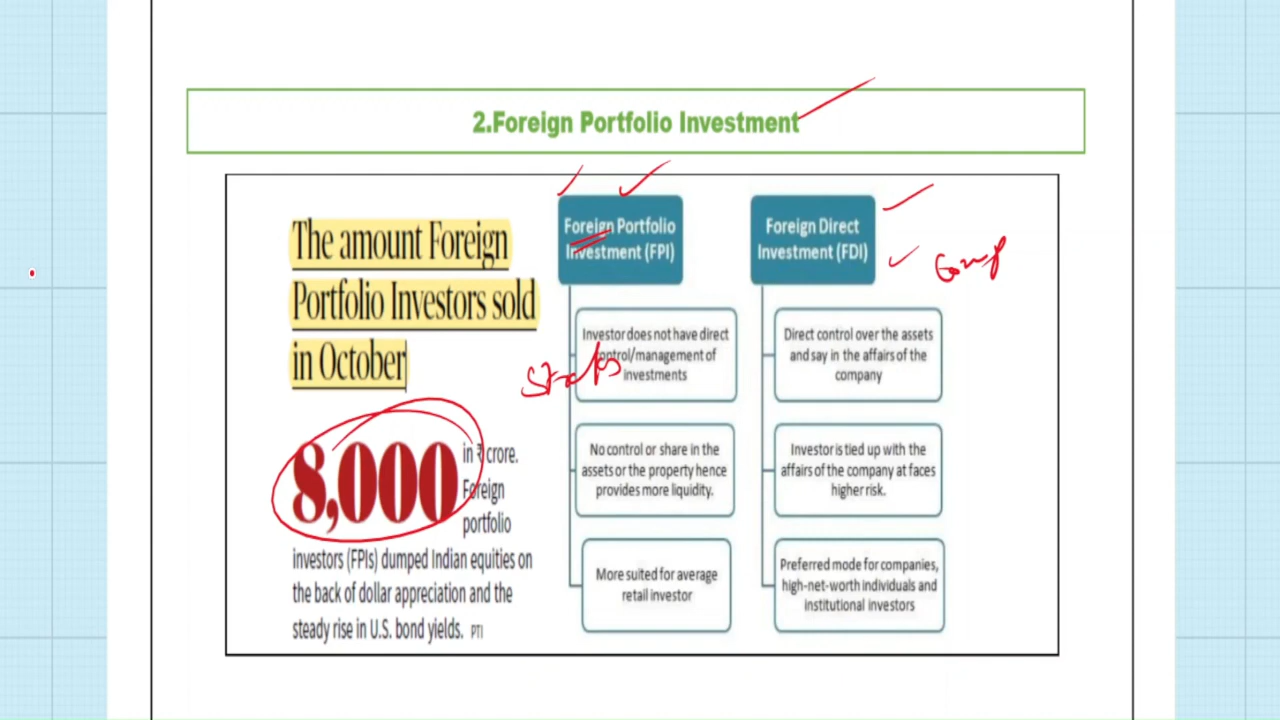 2.Foreign Portfolio Investment
The amount Foreign
Portfolio Investors sold
in October
8,000
in ₹ crore.
Foreign
portfolio
investors (FPIs) dumped Indian equities on
the back of dollar appreciation and the
steady rise in U.S. bond yields. PTI
Foreign Portfolio
Investment (FPI)
Investor does not have direct
control/management of
investments
No control or share in the
assets or the property hence
provides more liquidity.
More suited for average
retail investor
Foreign Direct
Investment (FDI)
Direct control over the assets
and say in the affairs of the
company
Investor is tied up with the
affairs of the company at faces
higher risk.
Preferred mode for companies,
high-net-worth individuals and
institutional investors